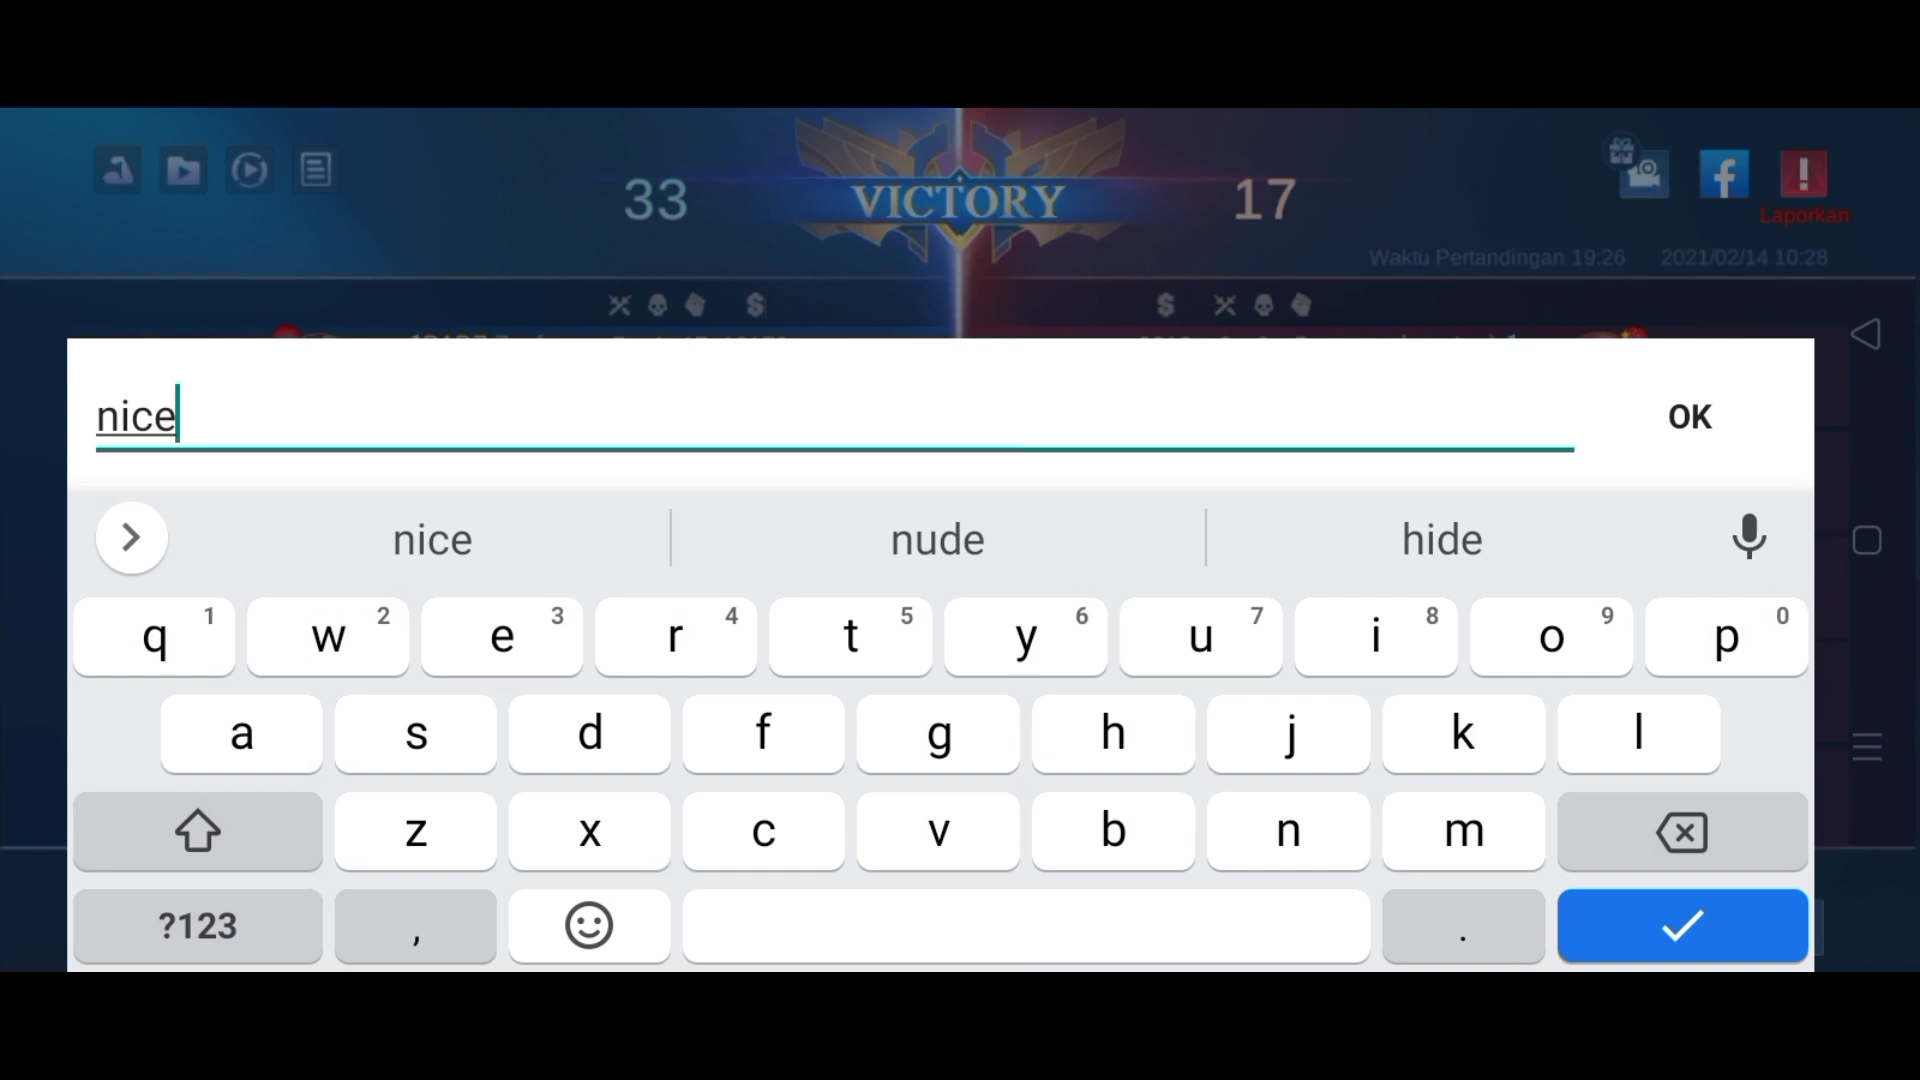 33 VICTORY 17
Laporkan
Waktu Pertandingan 19:26 2021/02/14 10:28
nice OK
nice nude hide
q 1 w 2 e 3 r 4 t 5 y 6 u 7 i 8 o 9 p 0
a s d f g h j k l
z x c v b n m
?123 , .